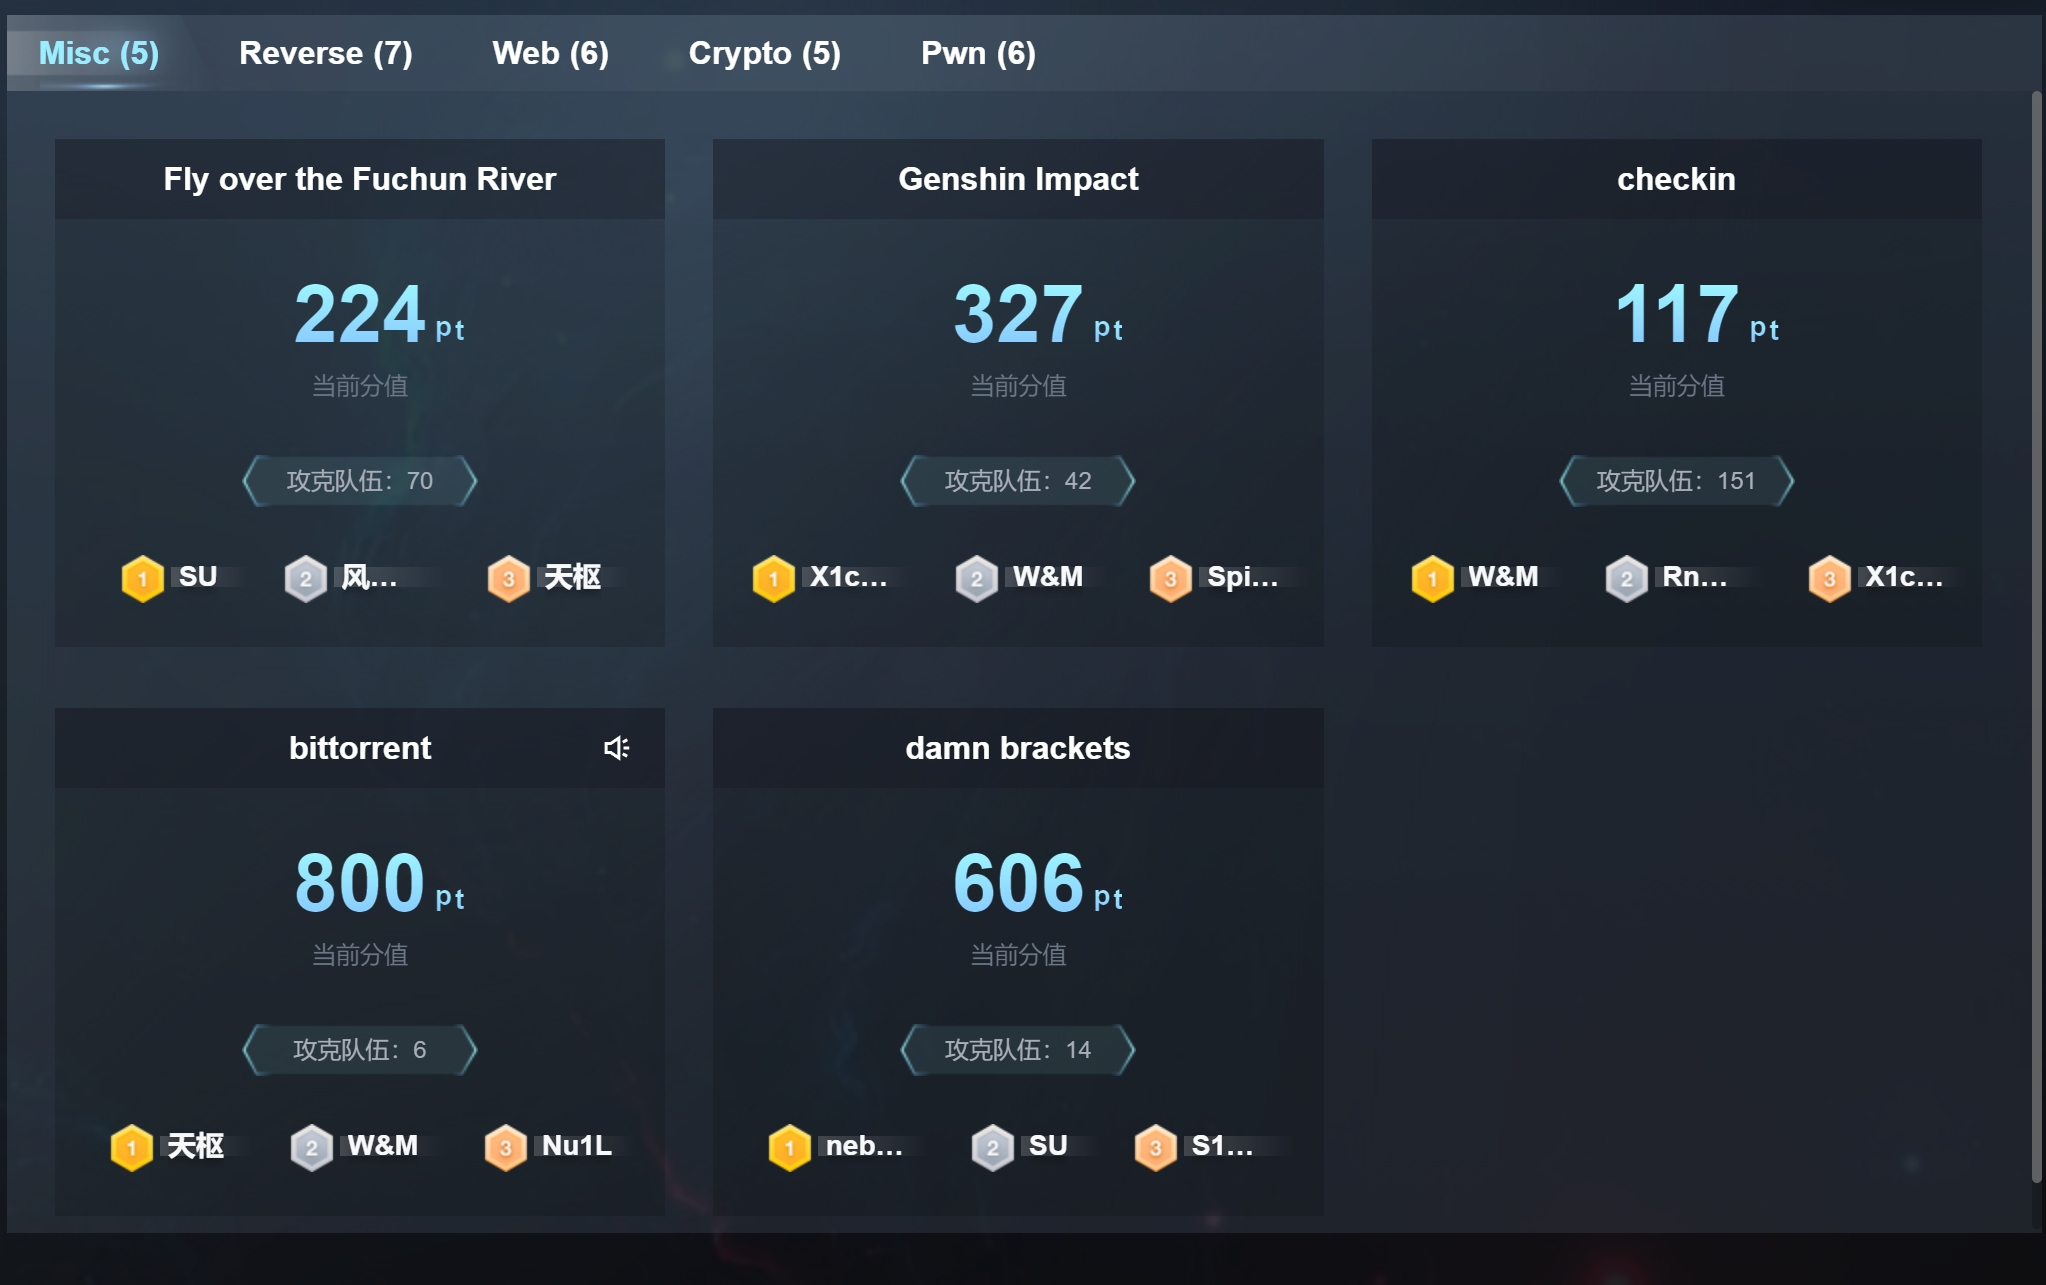 Misc (5) Reverse (7) Web (6) Crypto (5) Pwn (6)
Fly over the Fuchun River
224 pt
当前分值
攻克队伍：70
1 SU 2 风... 3 天枢
Genshin Impact
327 pt
当前分值
攻克队伍：42
1 X1c... 2 W&M 3 Spi...
checkin
117 pt
当前分值
攻克队伍：151
1 W&M 2 Rn... 3 X1c...
bittorrent
800 pt
当前分值
攻克队伍：6
1 天枢 2 W&M 3 Nu1L
damn brackets
606 pt
当前分值
攻克队伍：14
1 neb... 2 SU 3 S1...